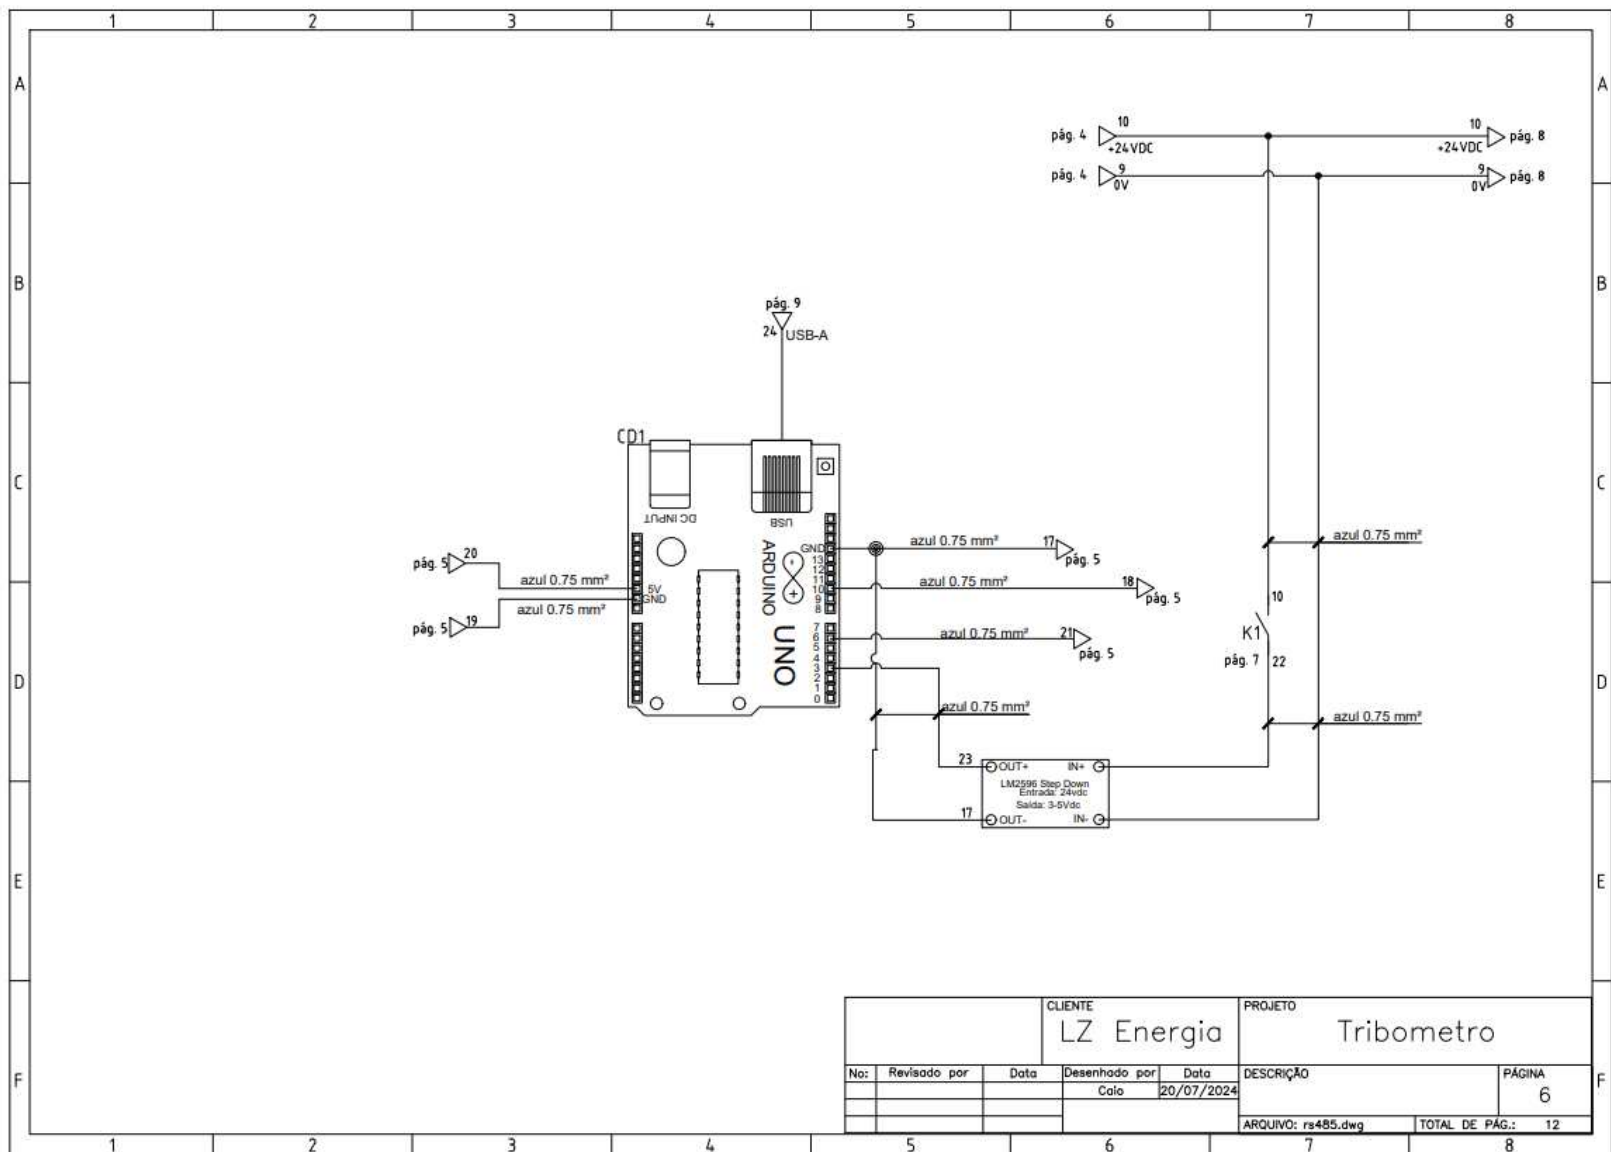 1 2 3 4 5 6 7 8
A A
10 10
pág. 4 pág. 8
+24VDC +24VDC
9 9
pág. 4 pág. 8
0V 0V
B B
pág. 9
24 USB-A
CD1
C C
DC INPUT USB
ARDUINO
UNO
- +
GND
13
12
11
10
9
8
7
6
5
4
3
2
1
0
5V
GND
pág. 5 20
azul 0.75 mm²
azul 0.75 mm²
pág. 5 19
azul 0.75 mm² 17
pág. 5
azul 0.75 mm² 18
pág. 5
azul 0.75 mm² 21
pág. 5
azul 0.75 mm²
azul 0.75 mm²
10
K1
pág. 7 22
azul 0.75 mm²
D D
23 OUT+ IN+
LM2596 Step Down
Entrada: 24vdc
Saída: 3-5Vdc
17 OUT- IN-
E E
F F
CLIENTE
LZ Energia
PROJETO
Tribometro
No: Revisado por Data Desenhado por Data
Caio 20/07/2024
DESCRIÇÃO
PÁGINA
6
ARQUIVO: rs485.dwg TOTAL DE PÁG.: 12
1 2 3 4 5 6 7 8